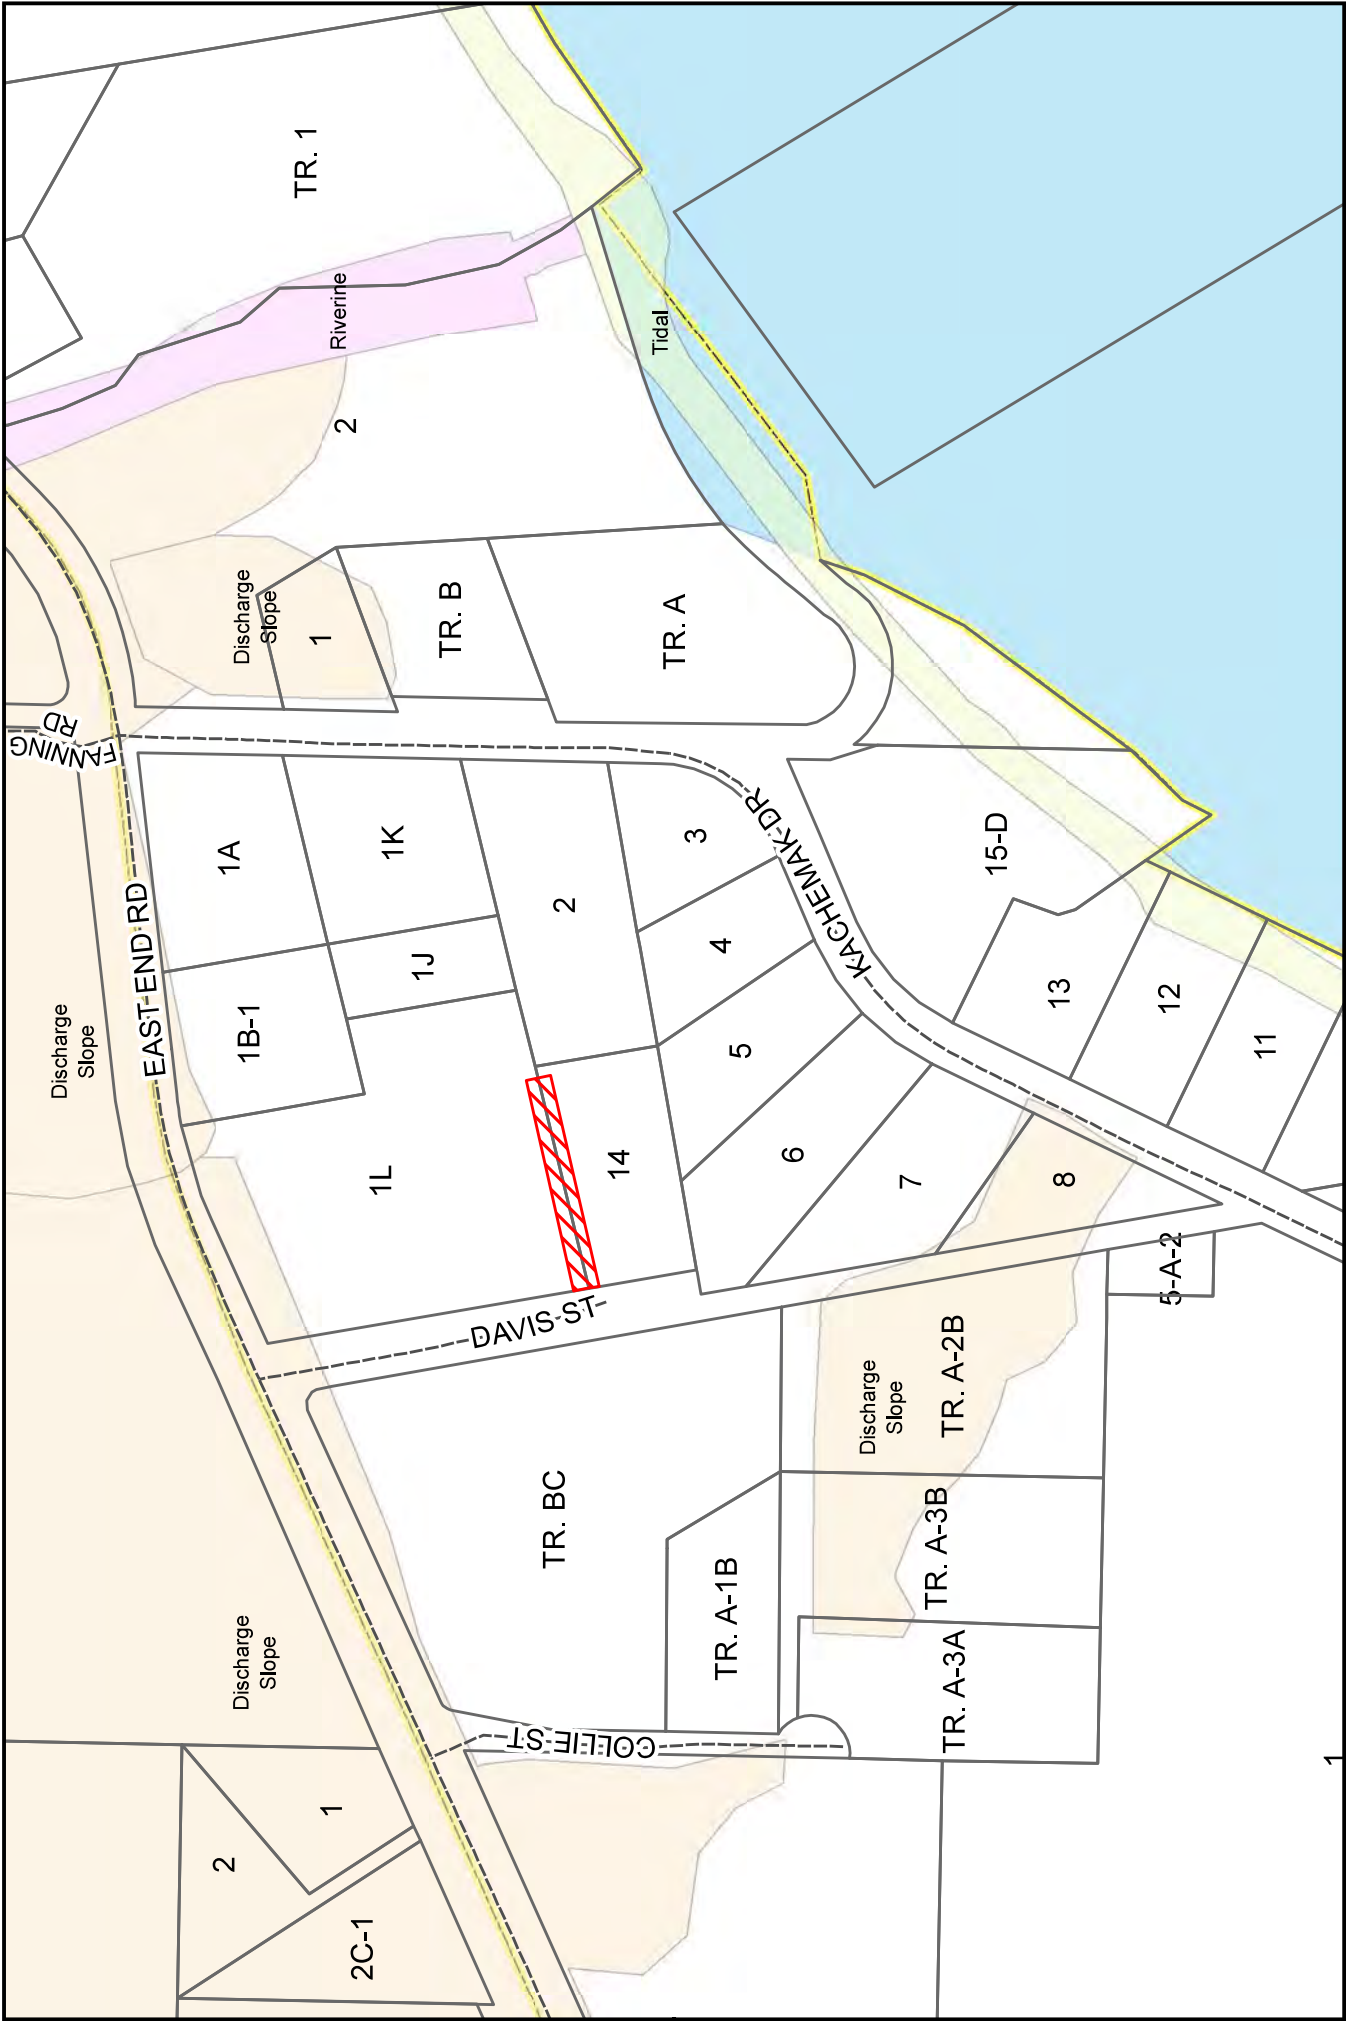 TR. 1
Riverine
Tidal
2
FANNING
RD
Discharge
Slope
1
TR. B
TR. A
EAST END RD
1A
1K
2
3
KACHEMAK DR
15-D
1B-1
1J
4
5
13
12
11
Discharge
Slope
1L
14
6
7
8
DAVIS ST
5-A-2
Discharge
Slope
TR. A-2B
TR. BC
TR. A-1B
TR. A-3B
TR. A-3A
Discharge
Slope
COLLIE ST
2
1
2C-1
1